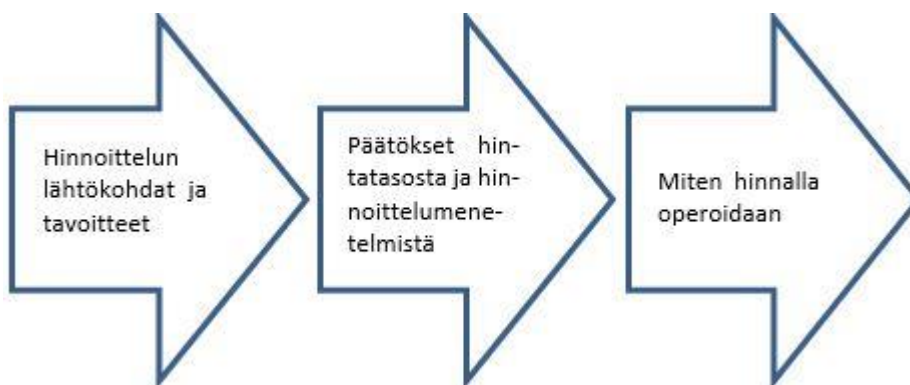 Hinnoittelun
lähtökohdat ja
tavoitteet
Päätökset hin-
tatasosta ja hin-
noittelumene-
telmistä
Miten hinnalla
operoidaan